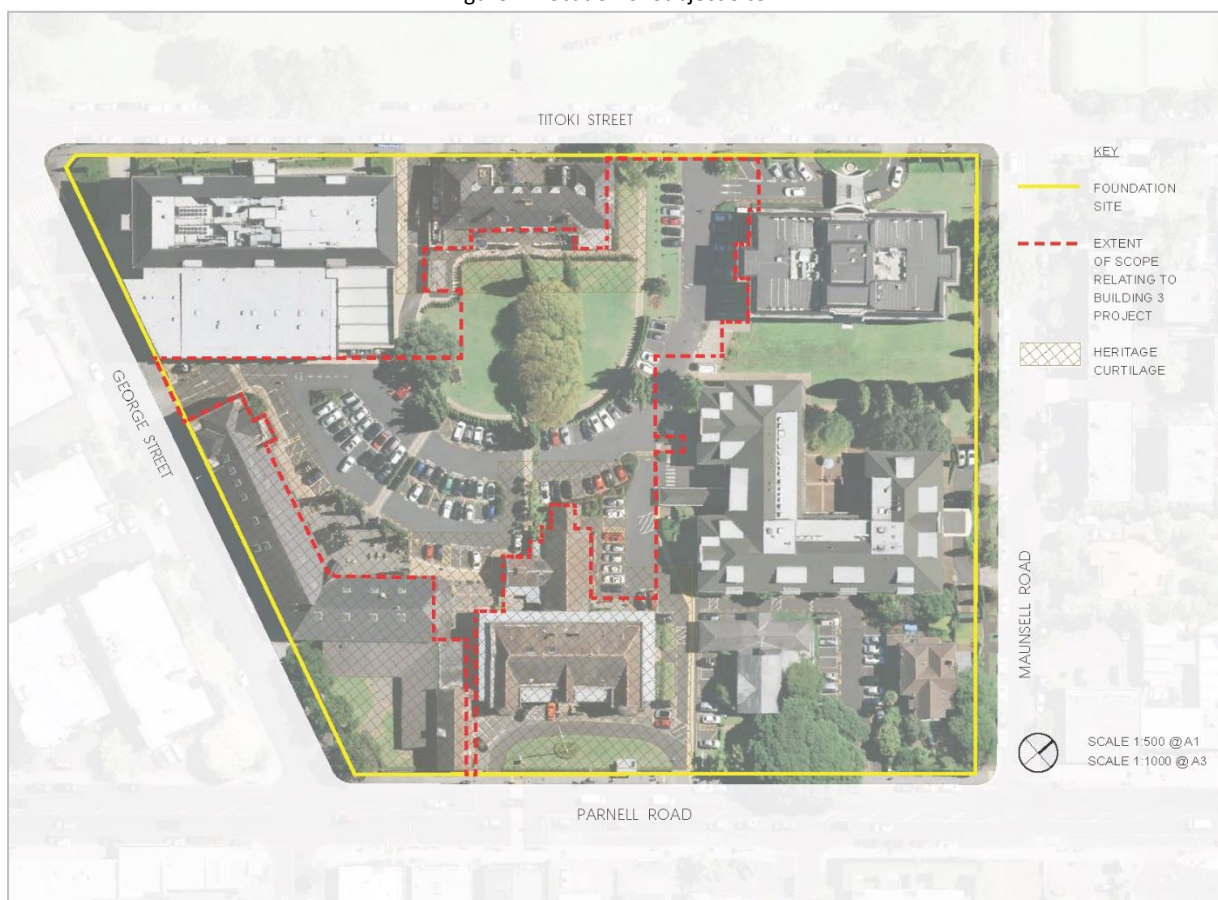 TITOKI STREET
KEY
FOUNDATION
SITE
EXTENT
OF SCOPE
RELATING TO
BUILDING 3
PROJECT
HERITAGE
CURTILAGE
GEORGE STREET
MAUNSELL ROAD
SCALE 1:500 @ A1
SCALE 1:1000 @ A3
PARNELL ROAD